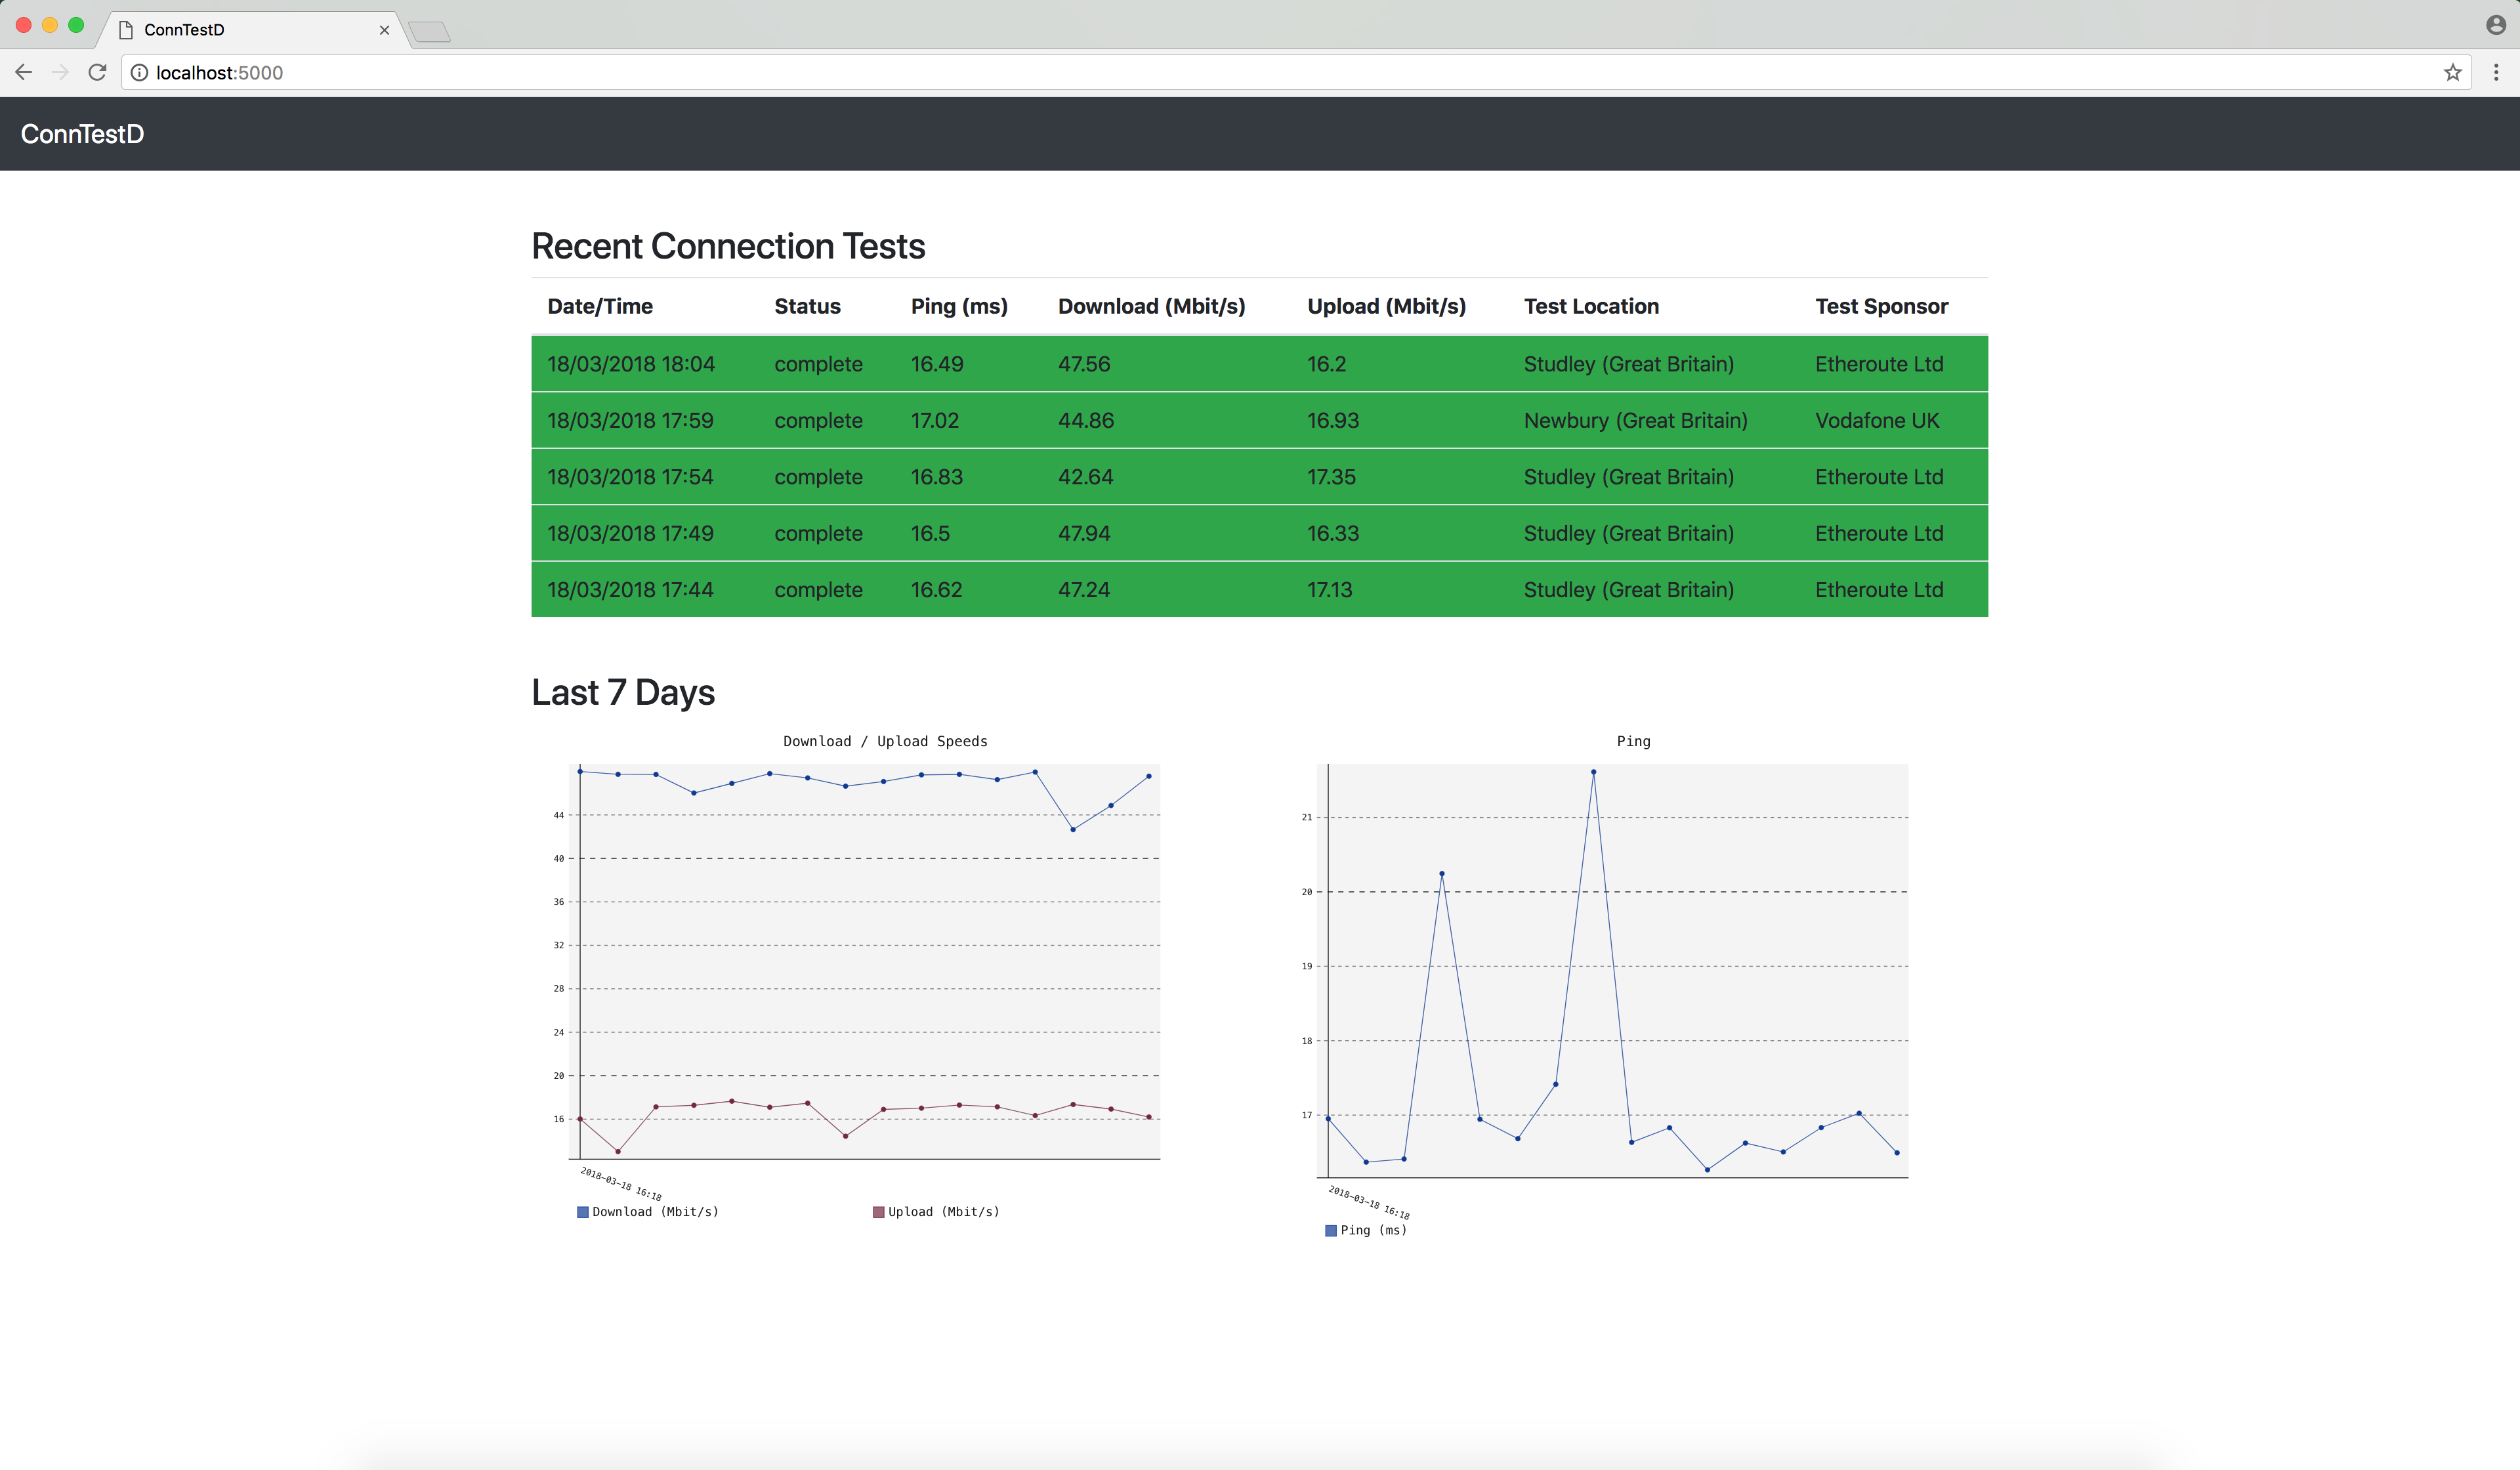 ConnTestD
localhost:5000
ConnTestD
Recent Connection Tests
Date/Time Status Ping (ms) Download (Mbit/s) Upload (Mbit/s) Test Location Test Sponsor
18/03/2018 18:04 complete 16.49 47.56 16.2 Studley (Great Britain) Etheroute Ltd
18/03/2018 17:59 complete 17.02 44.86 16.93 Newbury (Great Britain) Vodafone UK
18/03/2018 17:54 complete 16.83 42.64 17.35 Studley (Great Britain) Etheroute Ltd
18/03/2018 17:49 complete 16.5 47.94 16.33 Studley (Great Britain) Etheroute Ltd
18/03/2018 17:44 complete 16.62 47.24 17.13 Studley (Great Britain) Etheroute Ltd
Last 7 Days
Download / Upload Speeds
44
40
36
32
28
24
20
16
2018-03-18 16:18
Download (Mbit/s) Upload (Mbit/s)
Ping
21
20
19
18
17
2018-03-18 16:18
Ping (ms)